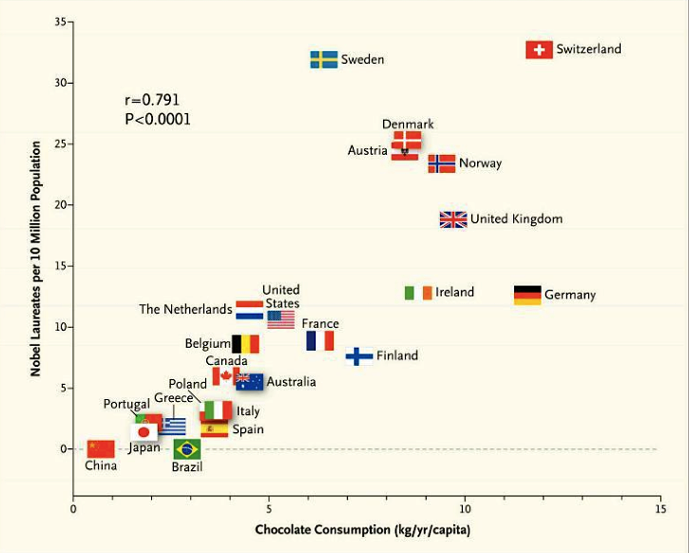 35
30
25
20
15
10
5
0
Nobel Laureates per 10 Million Population
r=0.791
P<0.0001
Sweden
Switzerland
Denmark
Austria
Norway
United Kingdom
Ireland
Germany
United
States
The Netherlands
France
Belgium
Finland
Canada
Australia
Poland
Greece
Portugal
Italy
Spain
Japan
China
Brazil
0
5
10
15
Chocolate Consumption (kg/yr/capita)